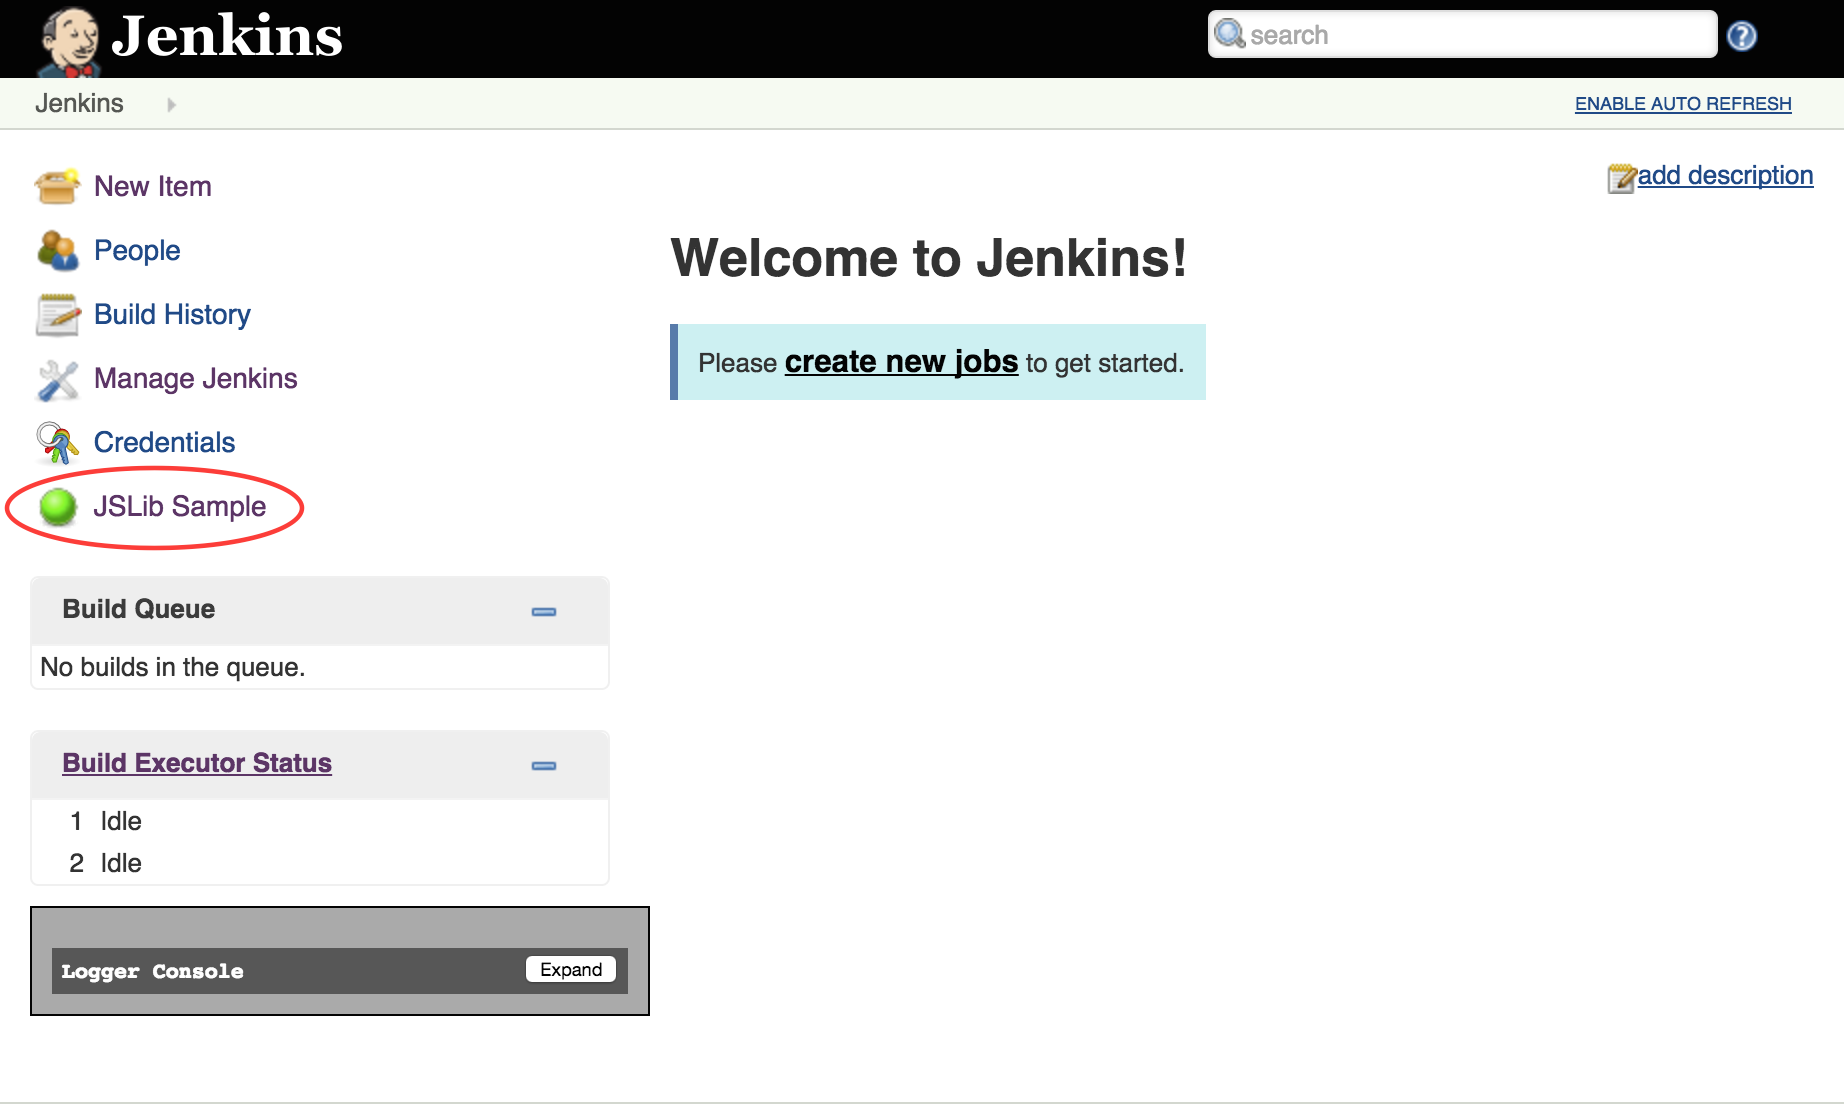 Jenkins
search
Jenkins
ENABLE AUTO REFRESH
New Item
People
Build History
Manage Jenkins
Credentials
JSLib Sample
add description
Welcome to Jenkins!
Please create new jobs to get started.
Build Queue
No builds in the queue.
Build Executor Status
1 Idle
2 Idle
Logger Console
Expand